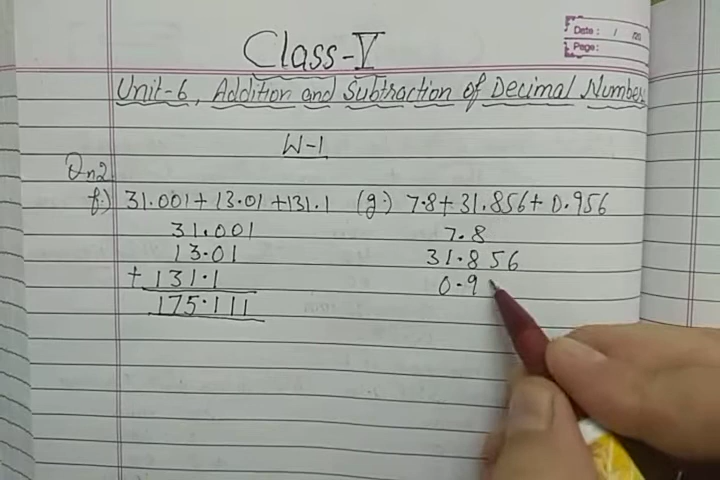 Date: / /20
Page:
Class-V
Unit-6, Addition and Subtraction of Decimal Number
W-1
Qn2
f.) 31.001 + 13.01 + 131.1 (g.) 7.8 + 31.856 + 0.956
31.001 7.8
13.01 31.856
+ 131.1 0.9
175.111